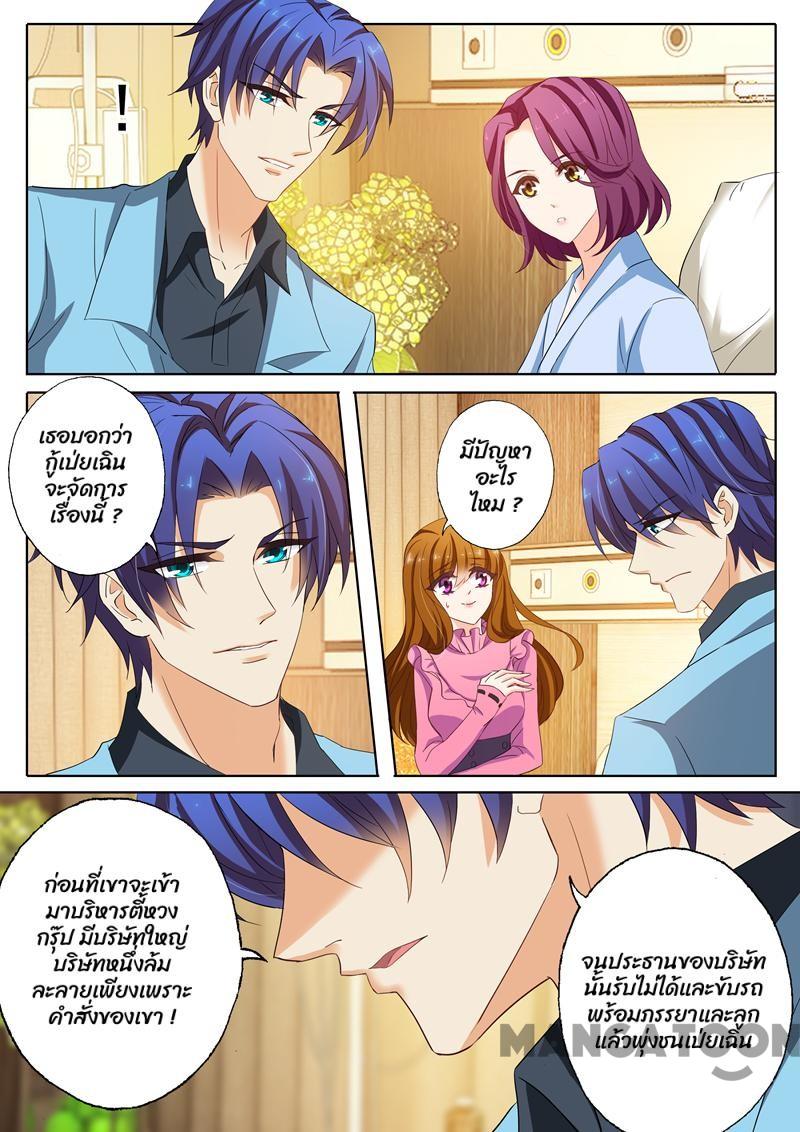 !
เธอบอกว่า
กู้เป่ยเฉิน
จะจัดการ
เรื่องนี้ ?
มีปัญหา
อะไร
ไหม ?
ก่อนที่เขาจะเข้า
มาบริหารตี้หวง
กรุ๊ป มีบริษัทใหญ่
บริษัทหนึ่งล้ม
ละลายเพียงเพราะ
คำสั่งของเขา !
จนประธานของบริษัท
นั้นรับไม่ได้และขับรถ
พร้อมภรรยาและลูก
แล้วพุ่งชนเป่ยเฉิน
MANGATOON